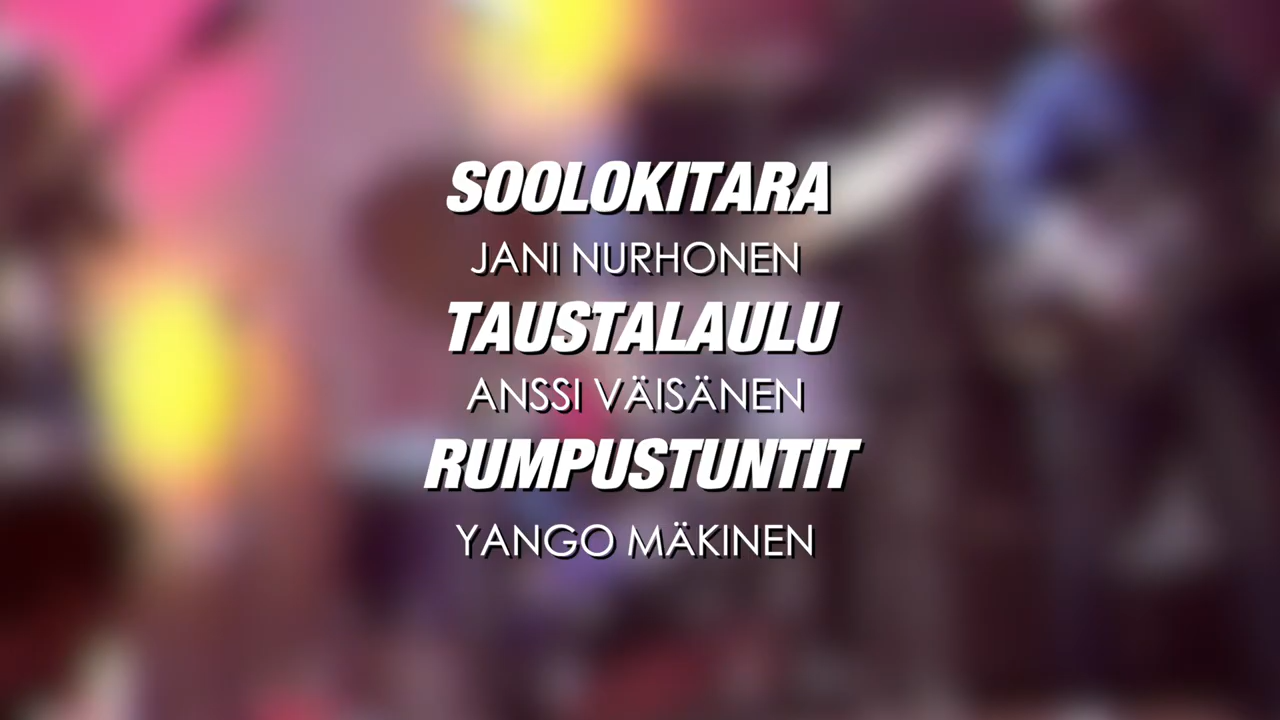 SOOLOKITARA
JANI NURHONEN
TAUSTALAULU
ANSSI VÄISÄNEN
RUMPUSTUNTIT
YANGO MÄKINEN